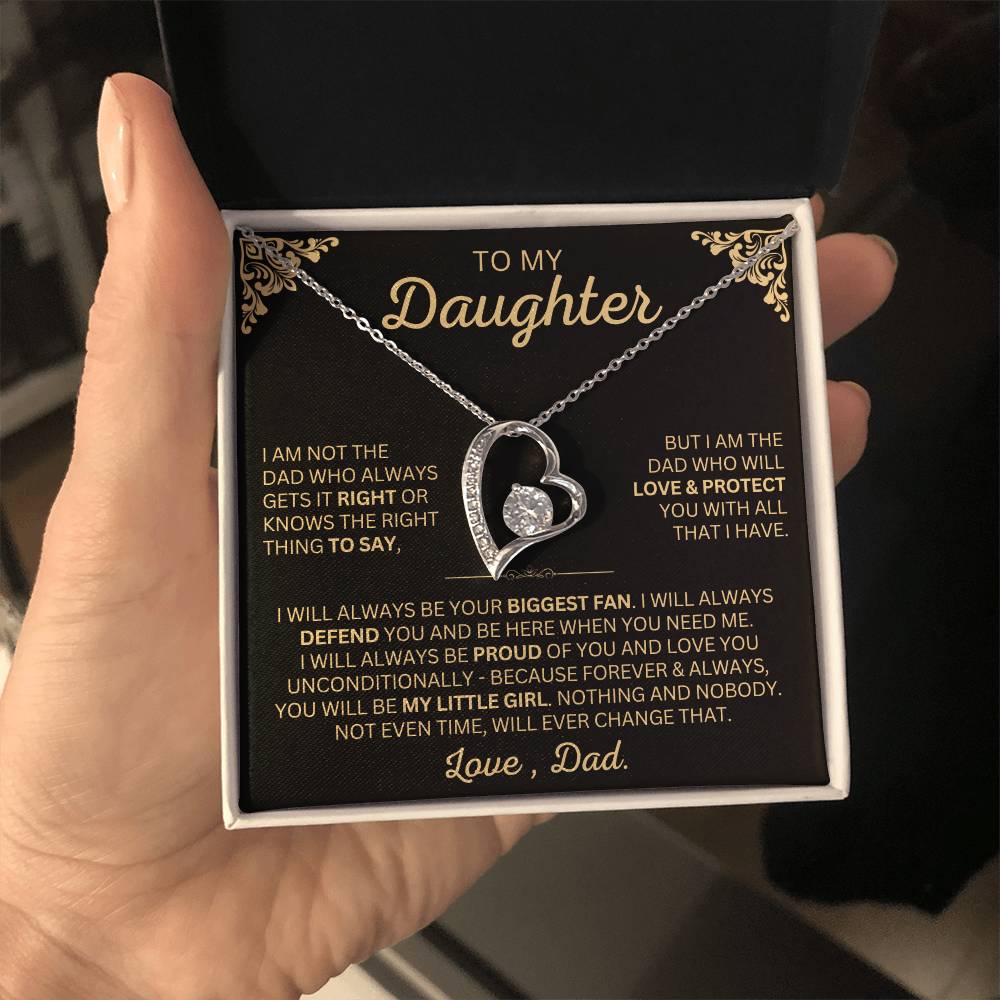 TO MY
Daughter
I AM NOT THE
DAD WHO ALWAYS
GETS IT RIGHT OR
KNOWS THE RIGHT
THING TO SAY,
BUT I AM THE
DAD WHO WILL
LOVE & PROTECT
YOU WITH ALL
THAT I HAVE.
I WILL ALWAYS BE YOUR BIGGEST FAN. I WILL ALWAYS
DEFEND YOU AND BE HERE WHEN YOU NEED ME.
I WILL ALWAYS BE PROUD OF YOU AND LOVE YOU
UNCONDITIONALLY - BECAUSE FOREVER & ALWAYS,
YOU WILL BE MY LITTLE GIRL. NOTHING AND NOBODY.
NOT EVEN TIME, WILL EVER CHANGE THAT.
Love , Dad.